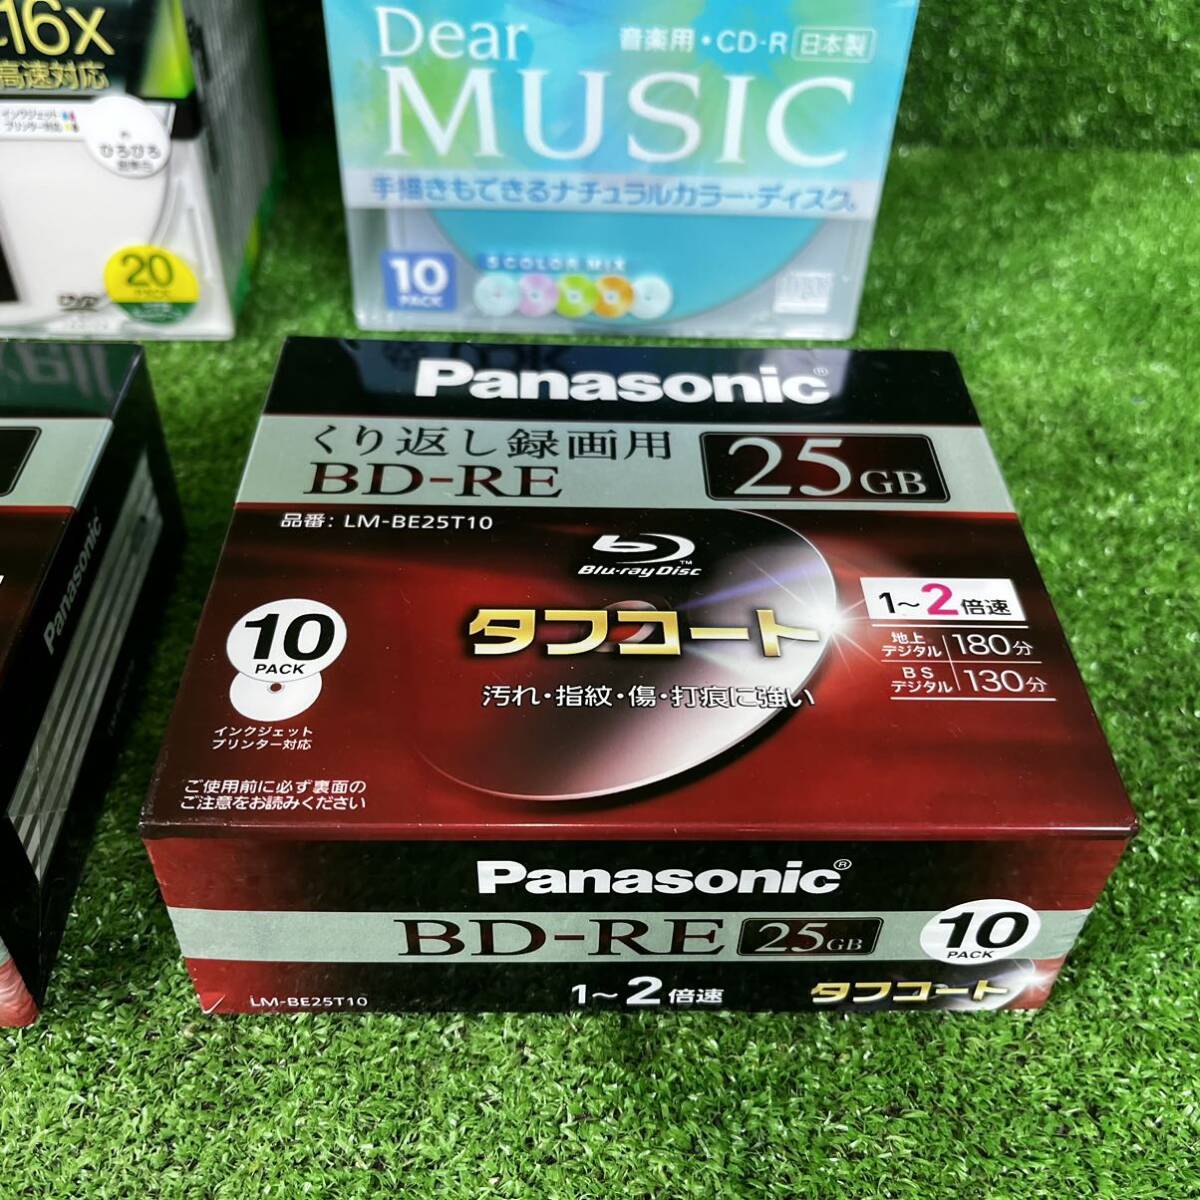 16x
高速対応
インクジェット
プリンター対応
ひろびろ
20
Dear
音楽用・CD-R 日本製
MUSIC
手描きもできるナチュラルカラー・ディスク。
10
PACK
5 COLOR MIX
Panasonic
Panasonic®
くり返し録画用
BD-RE
25GB
品番: LM-BE25T10
Blu-ray Disc™
タフコート
汚れ・指紋・傷・打痕に強い
1～2倍速
地上デジタル 180分
BSデジタル 130分
10
PACK
インクジェット
プリンター対応
ご使用前に必ず裏面の
ご注意をお読みください
Panasonic®
BD-RE 25GB
10
PACK
LM-BE25T10
1～2倍速
タフコート